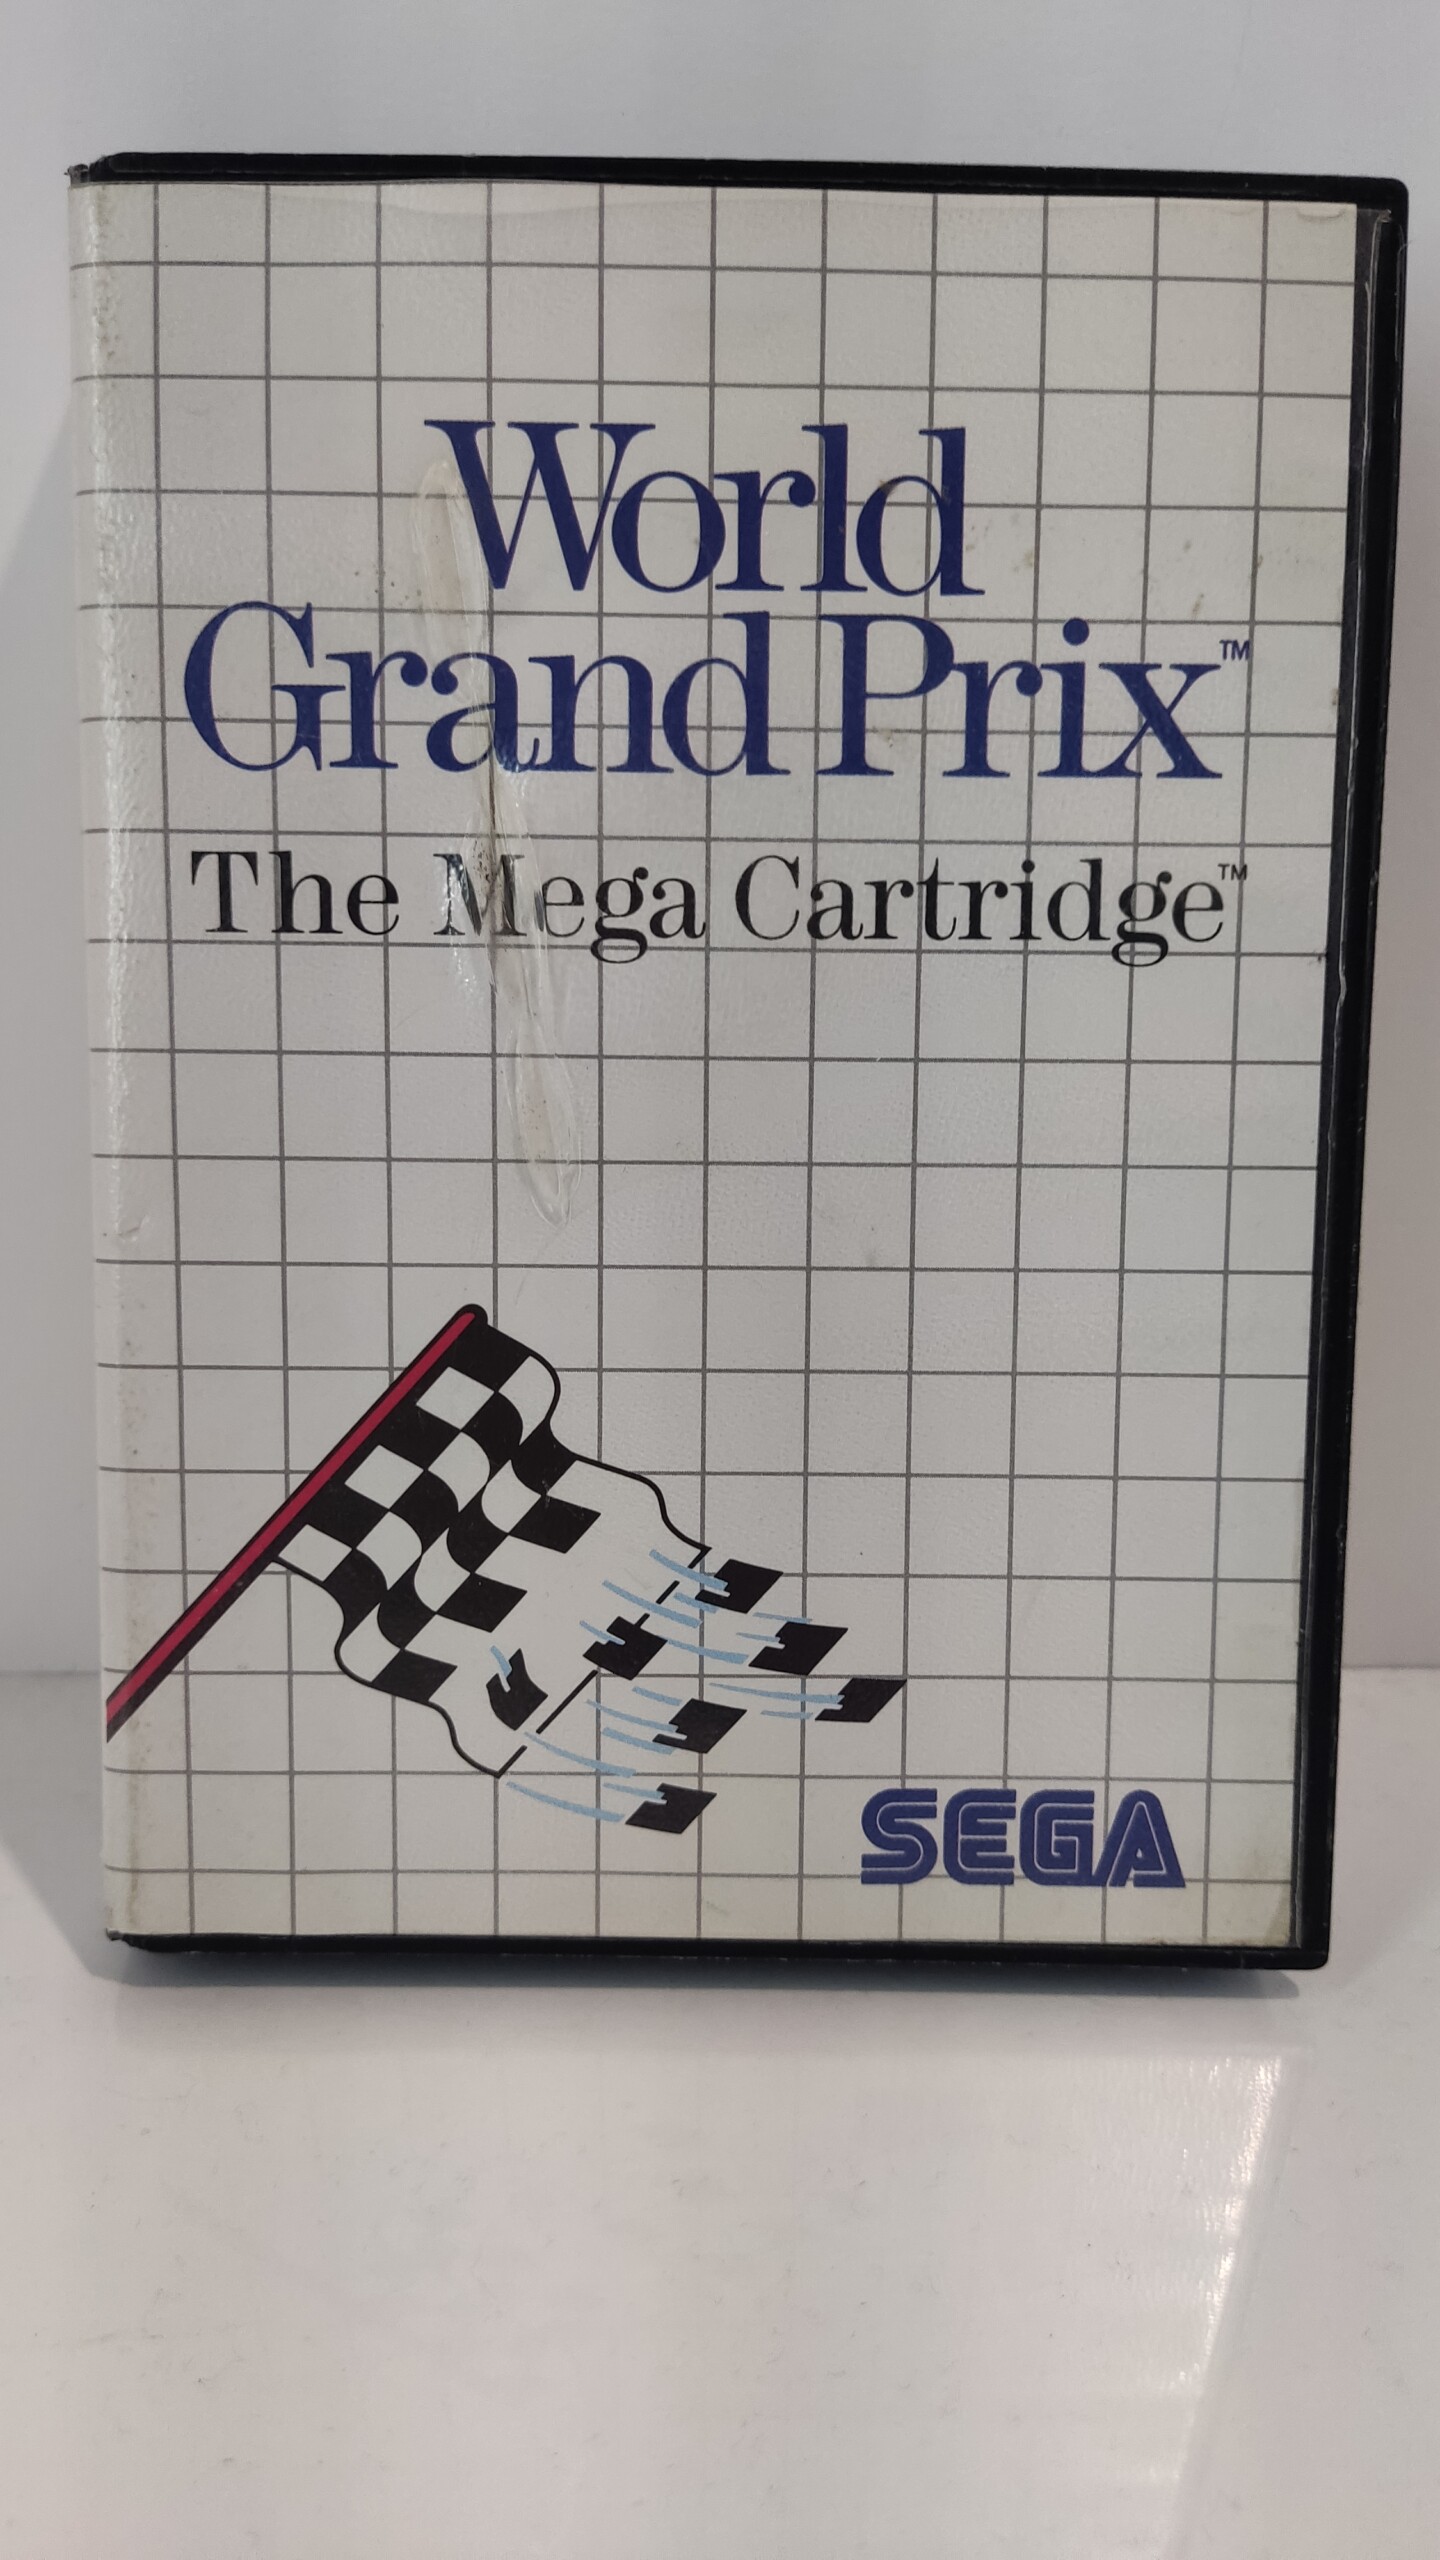 World
Grand Prix™
The Mega Cartridge™
SEGA